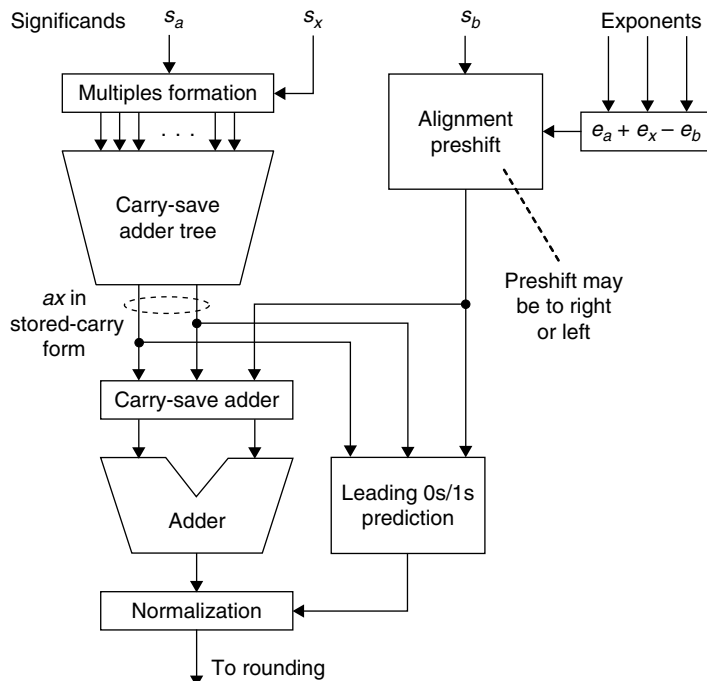 Significands
s_a
s_x
s_b
Exponents
Multiples formation
. . .
Alignment
preshift
e_a + e_x − e_b
Carry-save
adder tree
Preshift may
be to right
or left
ax in
stored-carry
form
Carry-save adder
Leading 0s/1s
prediction
Adder
Normalization
To rounding